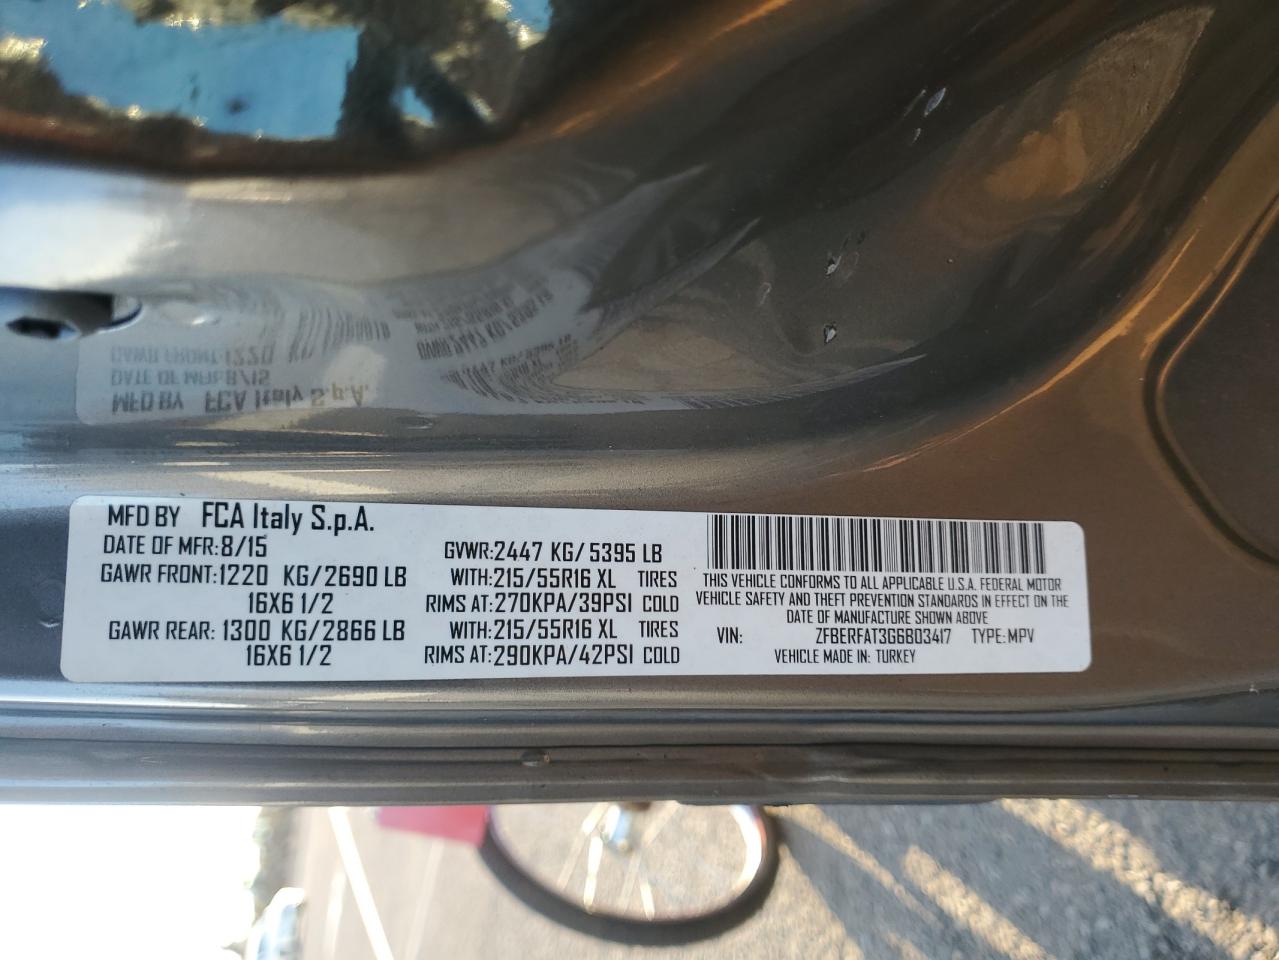 MFD BY FCA Italy S.p.A.
DATE OF MFR:8/15
GAWR FRONT:1220 KG/2690 LB
16X6 1/2
GAWR REAR: 1300 KG/2866 LB
16X6 1/2
GVWR:2447 KG/5395 LB
WITH:215/55R16 XL TIRES
RIMS AT:270KPA/39PSI COLD
WITH:215/55R16 XL TIRES
RIMS AT:290KPA/42PSI COLD
THIS VEHICLE CONFORMS TO ALL APPLICABLE U.S.A. FEDERAL MOTOR
VEHICLE SAFETY AND THEFT PREVENTION STANDARDS IN EFFECT ON THE
DATE OF MANUFACTURE SHOWN ABOVE
VIN: ZFBERFAT3G6B03417 TYPE:MPV
VEHICLE MADE IN: TURKEY